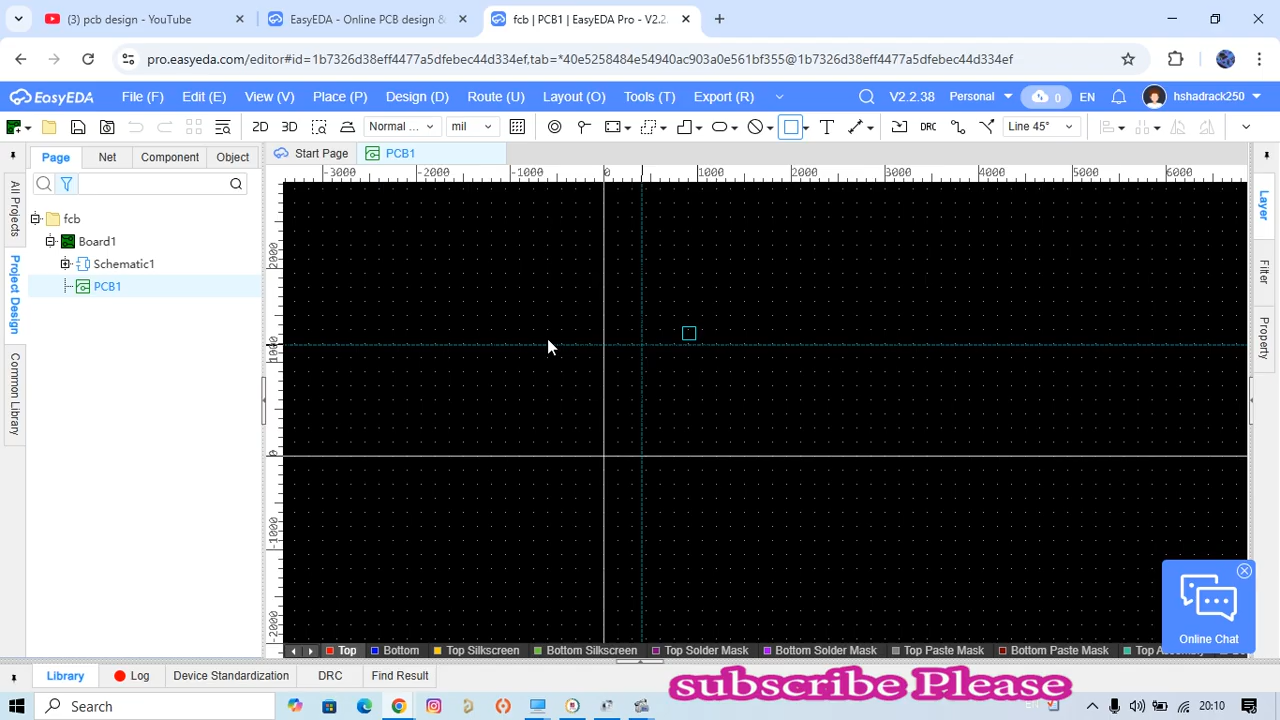 (3) pcb design - YouTube
EasyEDA - Online PCB design &
fcb | PCB1 | EasyEDA Pro - V2.2.
pro.easyeda.com/editor#id=1b7326d38eff4477a5dfebec44d334ef,tab=*40e5258484e54940ac903a0e561bf355@1b7326d38eff4477a5dfebec44d334ef
EasyEDA
File (F)
Edit (E)
View (V)
Place (P)
Design (D)
Route (U)
Layout (O)
Tools (T)
Export (R)
V2.2.38
Personal
0
EN
hshadrack250
2D
3D
Normal ...
mil
T
DRC
Line 45°
Page
Net
Component
Object
Start Page
PCB1
-3000
-2000
-1000
0
1000
2000
3000
4000
5000
6000
All Projects
Project Design
Common Library
fcb
Board1
Schematic1
PCB1
2000
1000
0
-1000
-2000
Layer
Filter
Property
Online Chat
Top
Bottom
Top Silkscreen
Bottom Silkscreen
Top Solder Mask
Bottom Solder Mask
Top Paste Mask
Bottom Paste Mask
Library
Log
Device Standardization
DRC
Find Result
subscribe Please
Search
20:10